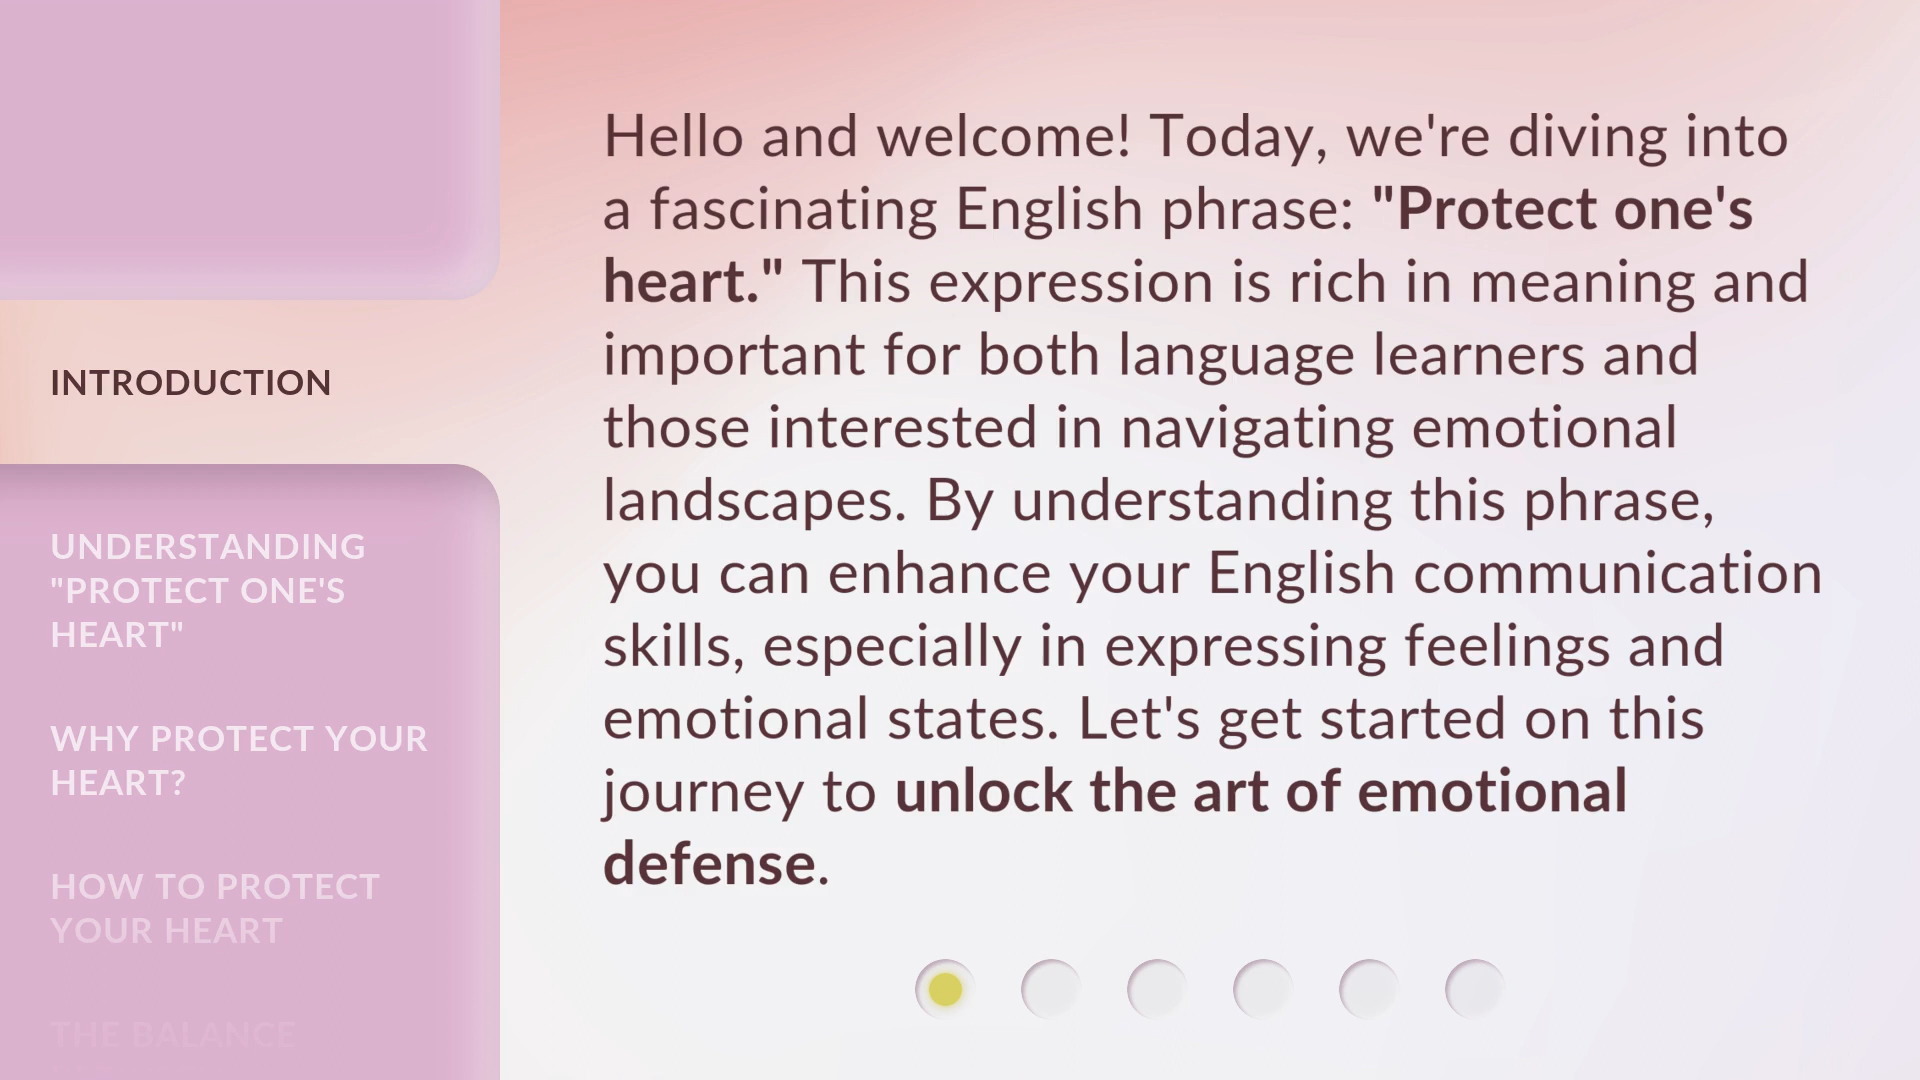 INTRODUCTION
UNDERSTANDING
"PROTECT ONE'S
HEART"
WHY PROTECT YOUR
HEART?
HOW TO PROTECT
YOUR HEART
THE BALANCE
Hello and welcome! Today, we're diving into
a fascinating English phrase: "Protect one's
heart." This expression is rich in meaning and
important for both language learners and
those interested in navigating emotional
landscapes. By understanding this phrase,
you can enhance your English communication
skills, especially in expressing feelings and
emotional states. Let's get started on this
journey to unlock the art of emotional
defense.